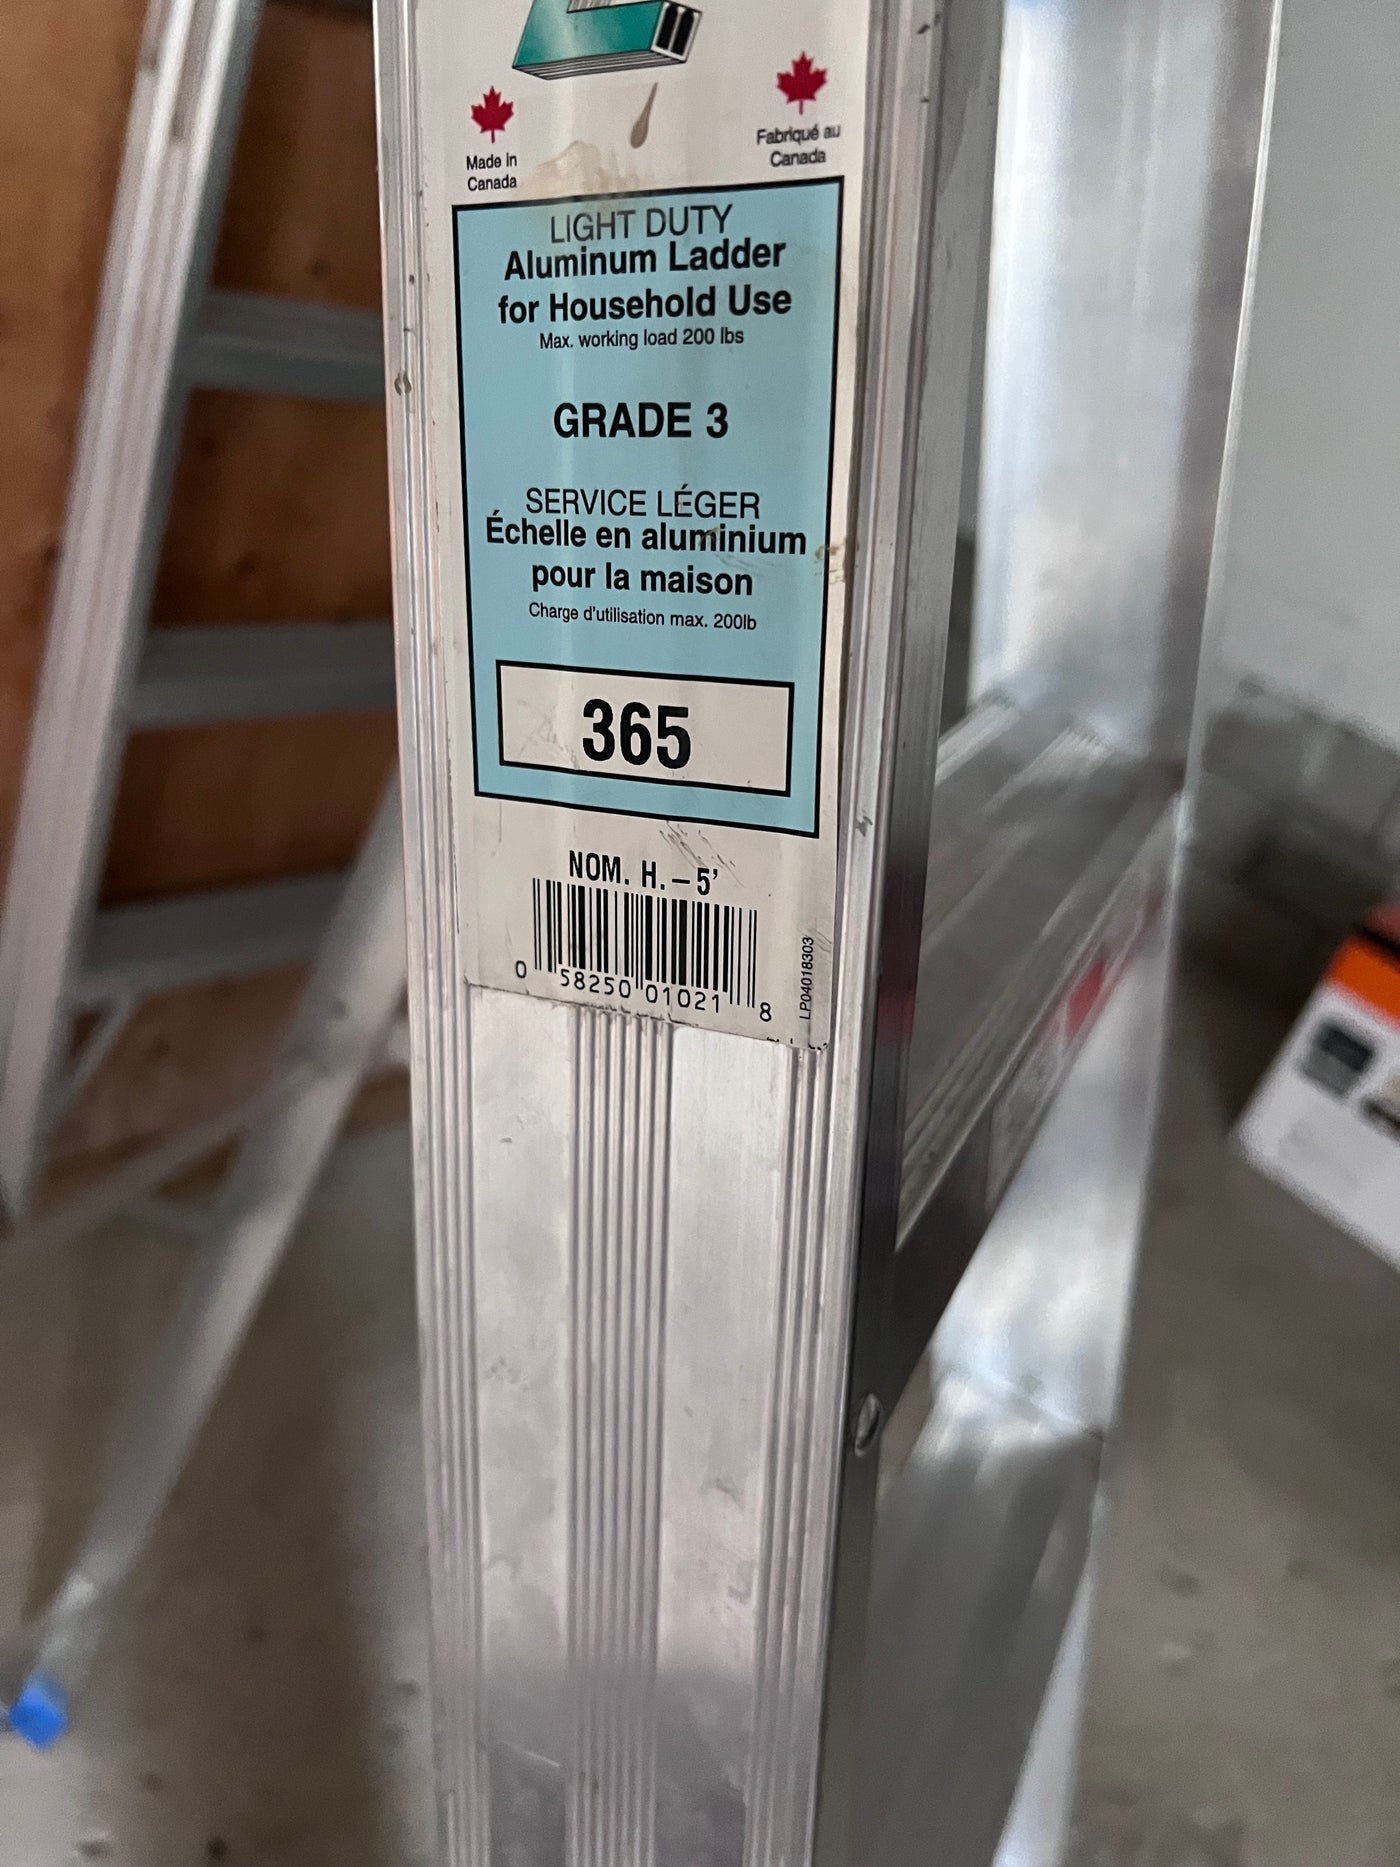 Made in
Canada
Fabriqué au
Canada
LIGHT DUTY
Aluminum Ladder
for Household Use
Max. working load 200 lbs
GRADE 3
SERVICE LÉGER
Échelle en aluminium
pour la maison
Charge d'utilisation max. 200lb
365
NOM. H. – 5'
0 58250 01021 8
LP04018303